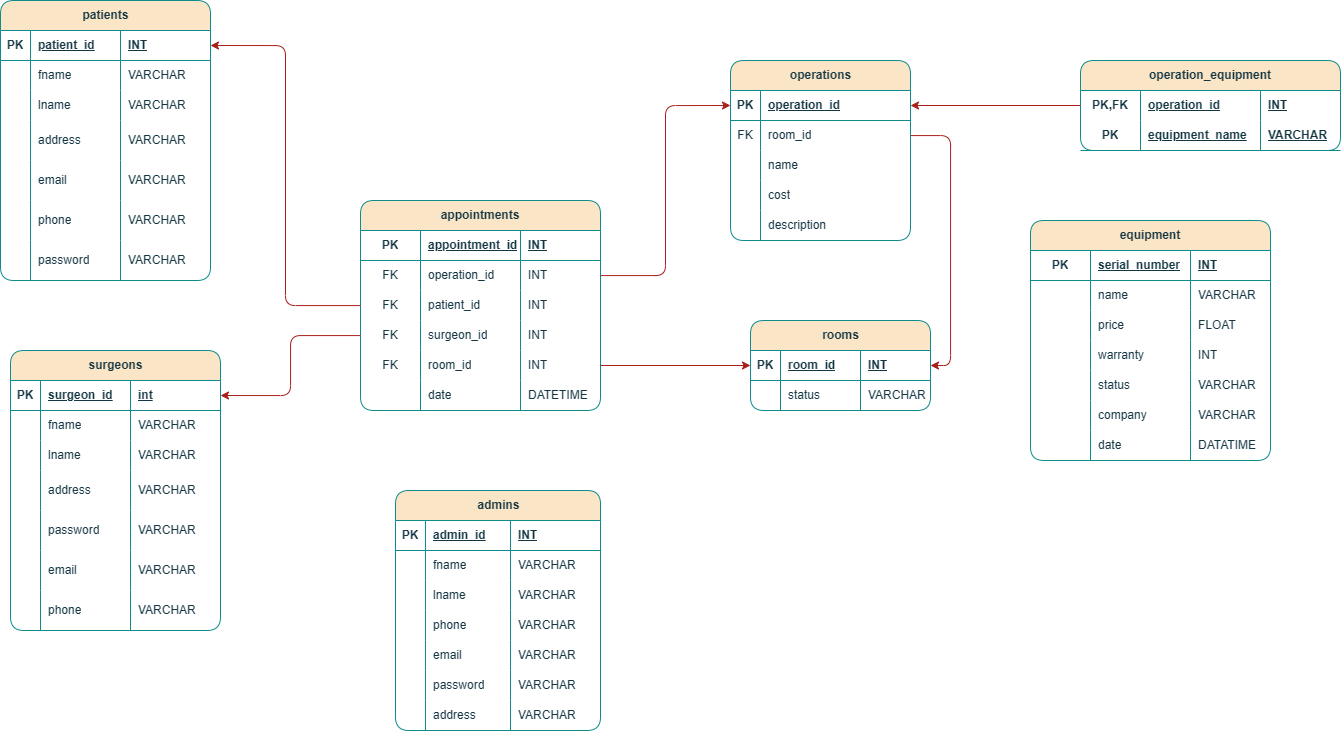 patients
PK patient_id INT
fname VARCHAR
lname VARCHAR
address VARCHAR
email VARCHAR
phone VARCHAR
password VARCHAR
surgeons
PK surgeon_id int
fname VARCHAR
lname VARCHAR
address VARCHAR
password VARCHAR
email VARCHAR
phone VARCHAR
appointments
PK appointment_id INT
FK operation_id INT
FK patient_id INT
FK surgeon_id INT
FK room_id INT
date DATETIME
admins
PK admin_id INT
fname VARCHAR
lname VARCHAR
phone VARCHAR
email VARCHAR
password VARCHAR
address VARCHAR
operations
PK operation_id
FK room_id
name
cost
description
rooms
PK room_id INT
status VARCHAR
operation_equipment
PK,FK operation_id INT
PK equipment_name VARCHAR
equipment
PK serial_number INT
name VARCHAR
price FLOAT
warranty INT
status VARCHAR
company VARCHAR
date DATATIME